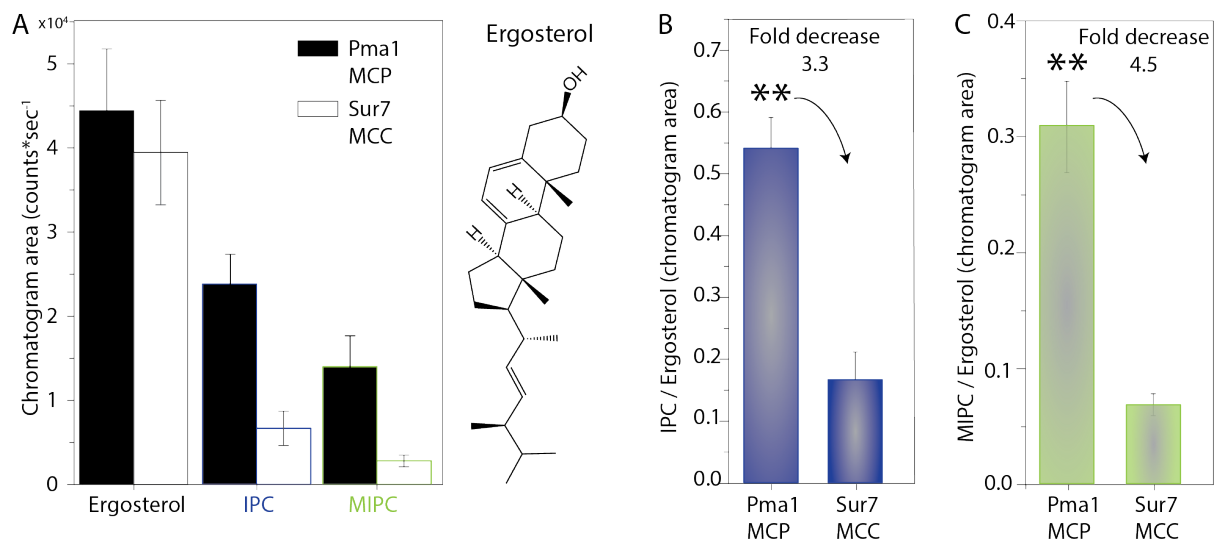 A
x10⁴
5
4
3
2
1
0
Chromatogram area (counts*sec⁻¹)
Pma1
MCP
Sur7
MCC
Ergosterol
IPC
MIPC
Ergosterol
OH
H
H
B
Fold decrease
3.3
**
0.7
0.6
0.5
0.4
0.3
0.2
0.1
0.0
IPC / Ergosterol (chromatogram area)
Pma1
MCP
Sur7
MCC
C
Fold decrease
4.5
**
0.4
0.3
0.2
0.1
0.0
MIPC / Ergosterol (chromatogram area)
Pma1
MCP
Sur7
MCC